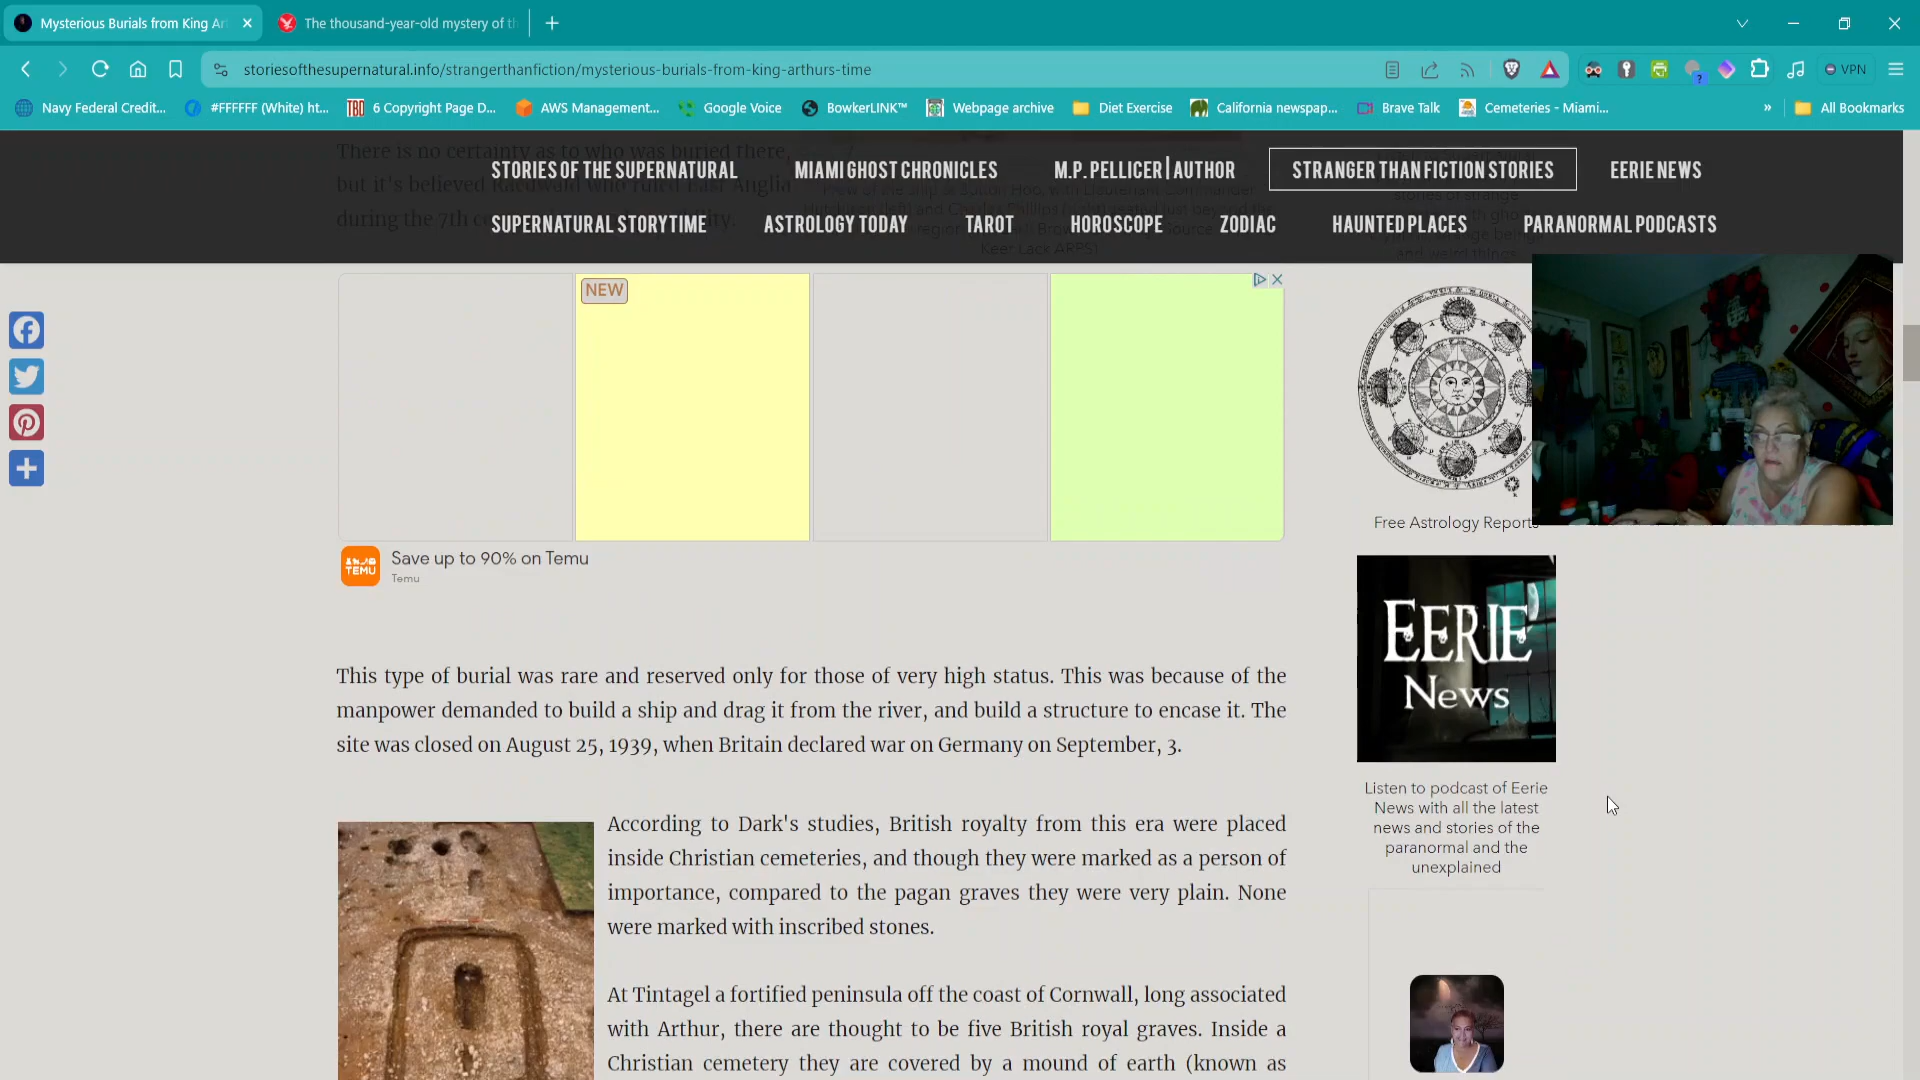 Mysterious Burials from King Ar
The thousand-year-old mystery of th
storiesofthesupernatural.info/strangerthanfiction/mysterious-burials-from-king-arthurs-time
VPN
Navy Federal Credit...
#FFFFFF (White) ht...
6 Copyright Page D...
AWS Management...
Google Voice
BowkerLINK™
Webpage archive
Diet Exercise
California newspap...
Brave Talk
Cemeteries - Miami...
»
All Bookmarks
There is no certainty as to who was buried there,
but it's believed Raedwald who ruled East Anglia
during the 7th
STORIES OF THE SUPERNATURAL
MIAMI GHOST CHRONICLES
M.P. PELLICER | AUTHOR
STRANGER THAN FICTION STORIES
EERIE NEWS
SUPERNATURAL STORYTIME
ASTROLOGY TODAY
TAROT
HOROSCOPE
ZODIAC
HAUNTED PLACES
PARANORMAL PODCASTS
Keer Lack ARPS)
stories of strange
and weird things.
NEW
TEMU
Save up to 90% on Temu
Temu
Free Astrology Reports
EERIE
News
Listen to podcast of Eerie
News with all the latest
news and stories of the
paranormal and the
unexplained
This type of burial was rare and reserved only for those of very high status. This was because of the
manpower demanded to build a ship and drag it from the river, and build a structure to encase it. The
site was closed on August 25, 1939, when Britain declared war on Germany on September, 3.
According to Dark's studies, British royalty from this era were placed
inside Christian cemeteries, and though they were marked as a person of
importance, compared to the pagan graves they were very plain. None
were marked with inscribed stones.
At Tintagel a fortified peninsula off the coast of Cornwall, long associated
with Arthur, there are thought to be five British royal graves. Inside a
Christian cemetery they are covered by a mound of earth (known as